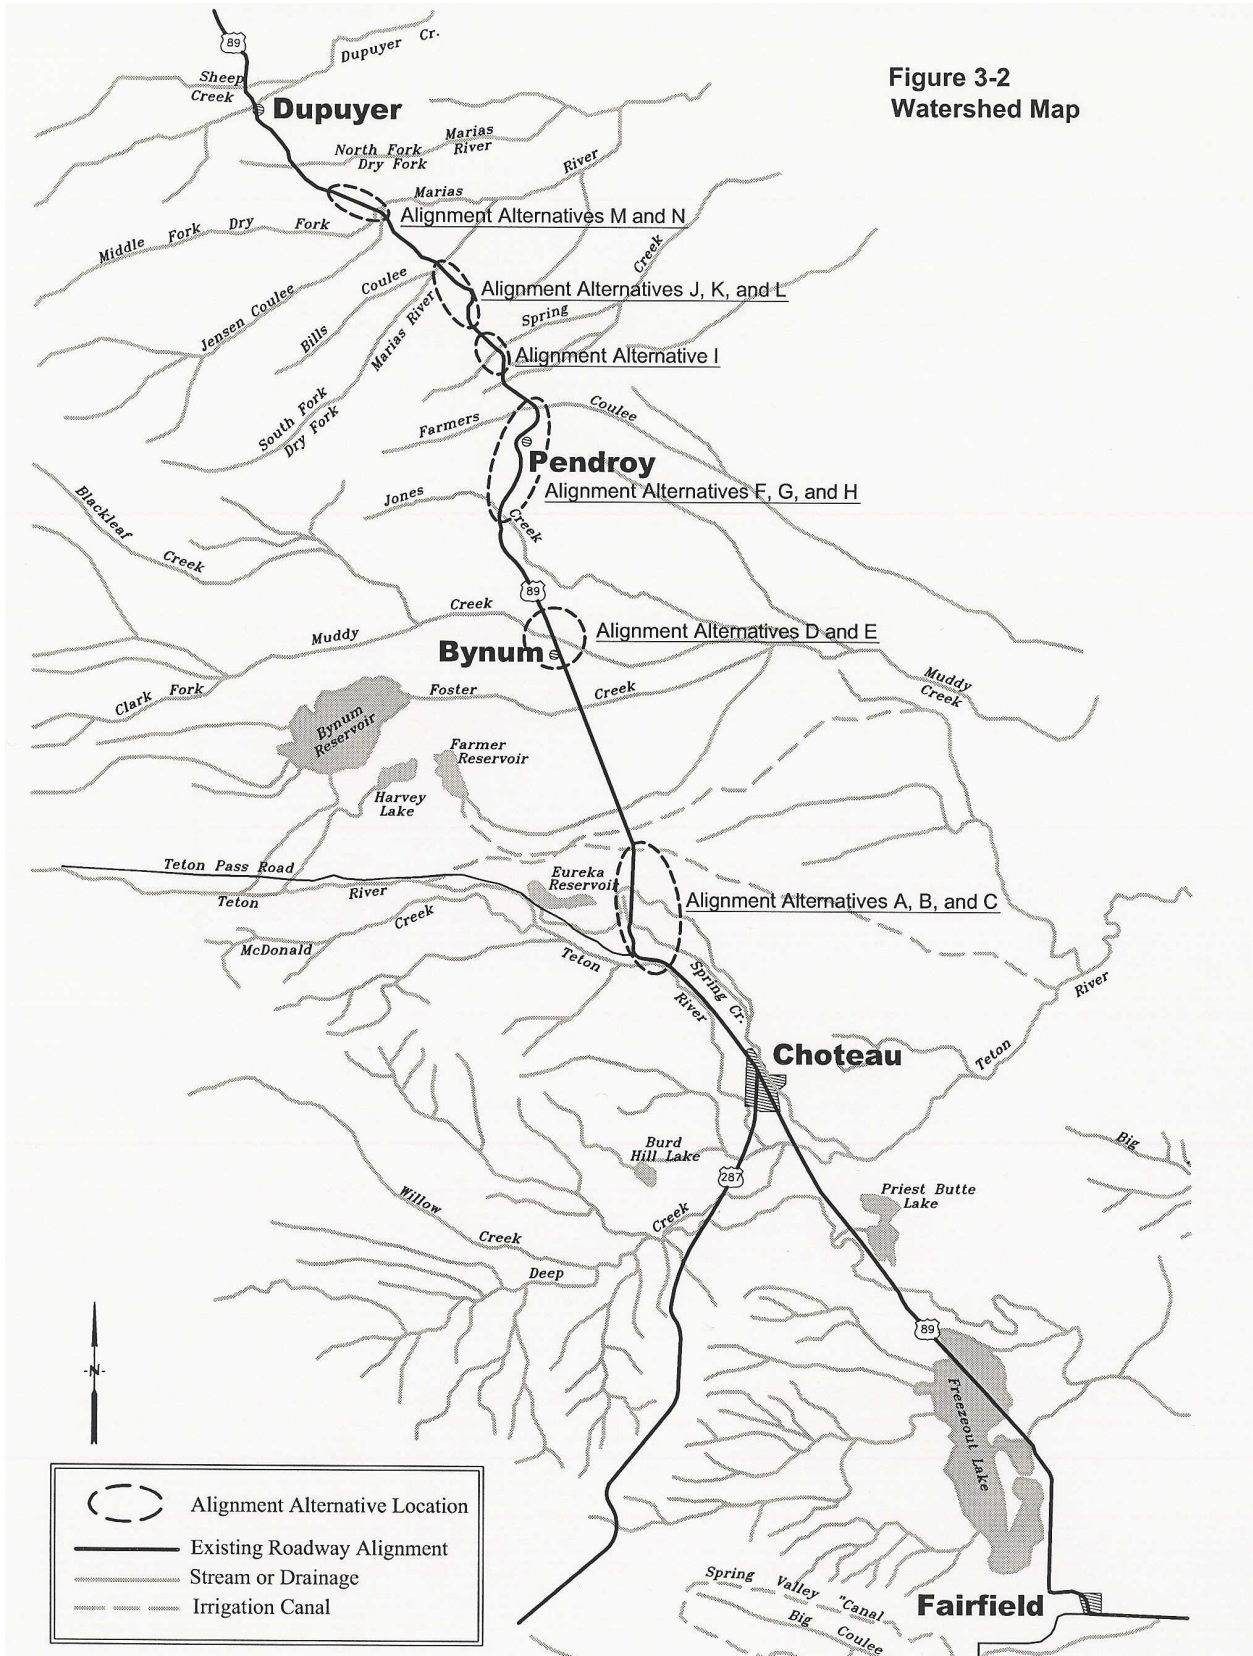 Figure 3-2
Watershed Map
89
Dupuyer Cr.
Sheep
Creek
Dupuyer
Marias
River
North Fork
Dry Fork
River
Marias
Alignment Alternatives M and N
Middle Fork Dry Fork
Creek
Coulee
Alignment Alternatives J, K, and L
Jensen Coulee
Bills
Marias River
Spring
Alignment Alternative I
South Fork
Dry Fork
Farmers
Coulee
Pendroy
Alignment Alternatives F, G, and H
Jones
Creek
Blackleaf
Creek
89
Creek
Muddy
Alignment Alternatives D and E
Bynum
Muddy
Creek
Clark Fork
Foster
Creek
Bynum
Reservoir
Farmer
Reservoir
Harvey
Lake
Teton Pass Road
Teton
River
Eureka
Reservoir
Alignment Alternatives A, B, and C
Creek
McDonald
Teton
River
Spring Cr.
River
Teton
Choteau
Big
Burd
Hill Lake
287
Priest Butte
Lake
Willow
Creek
Creek
Deep
89
-N-
Freezeout Lake
Alignment Alternative Location
Existing Roadway Alignment
Stream or Drainage
Irrigation Canal
Spring Valley "Canal
Big Coulee
Fairfield